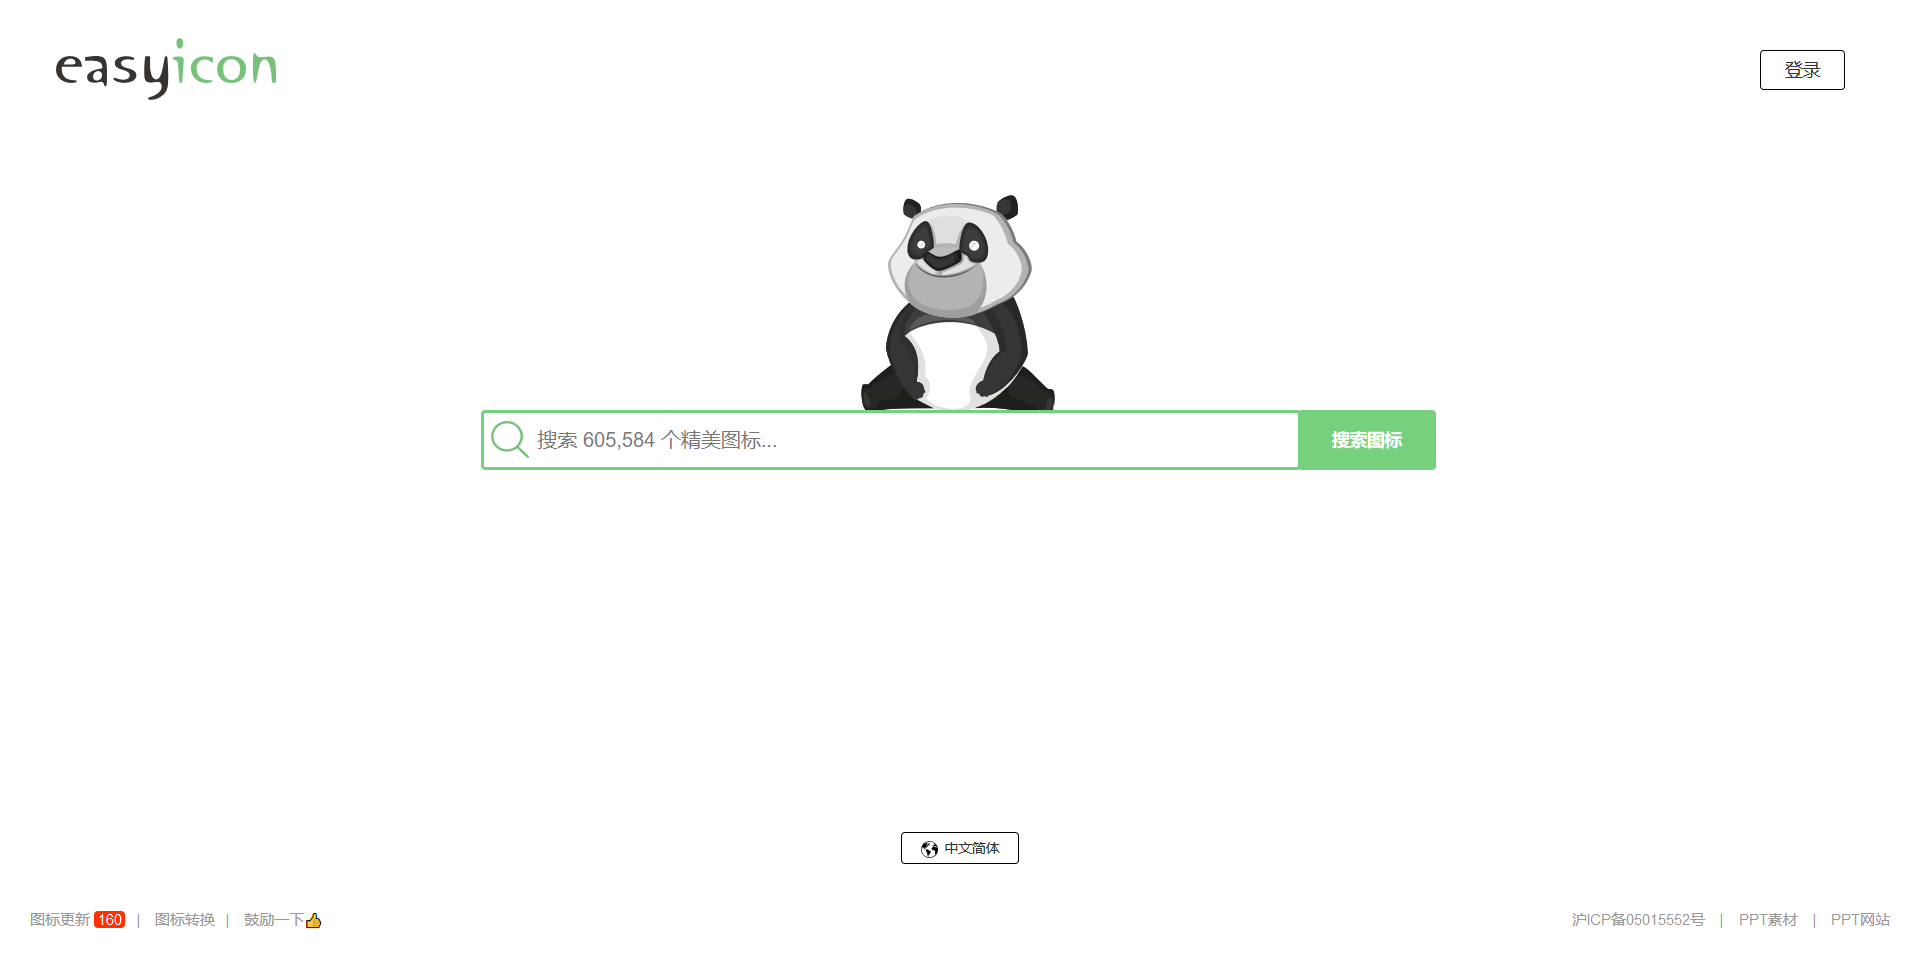 easyicon
登录
搜索 605,584 个精美图标...
搜索图标
中文简体
图标更新 160 | 图标转换 | 鼓励一下👍
沪ICP备05015552号 | PPT素材 | PPT网站